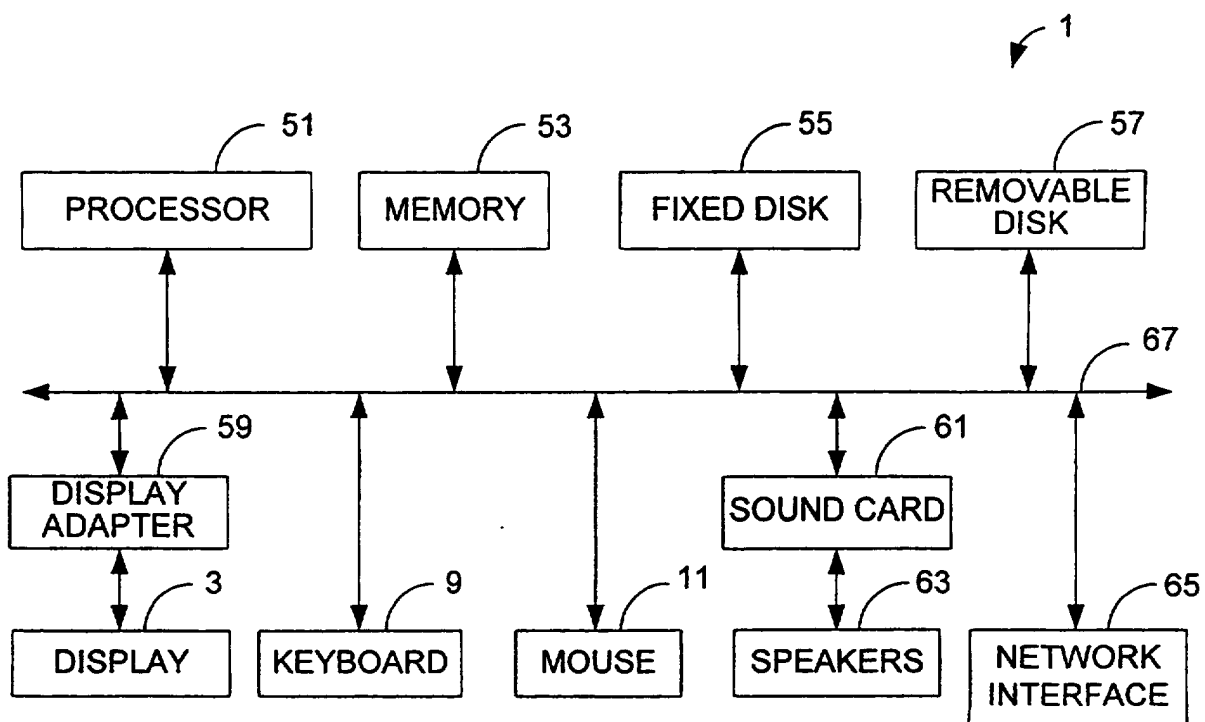 1
51
53
55
57
PROCESSOR
MEMORY
FIXED DISK
REMOVABLE
DISK
67
59
61
DISPLAY
ADAPTER
SOUND CARD
3
9
11
63
65
DISPLAY
KEYBOARD
MOUSE
SPEAKERS
NETWORK
INTERFACE